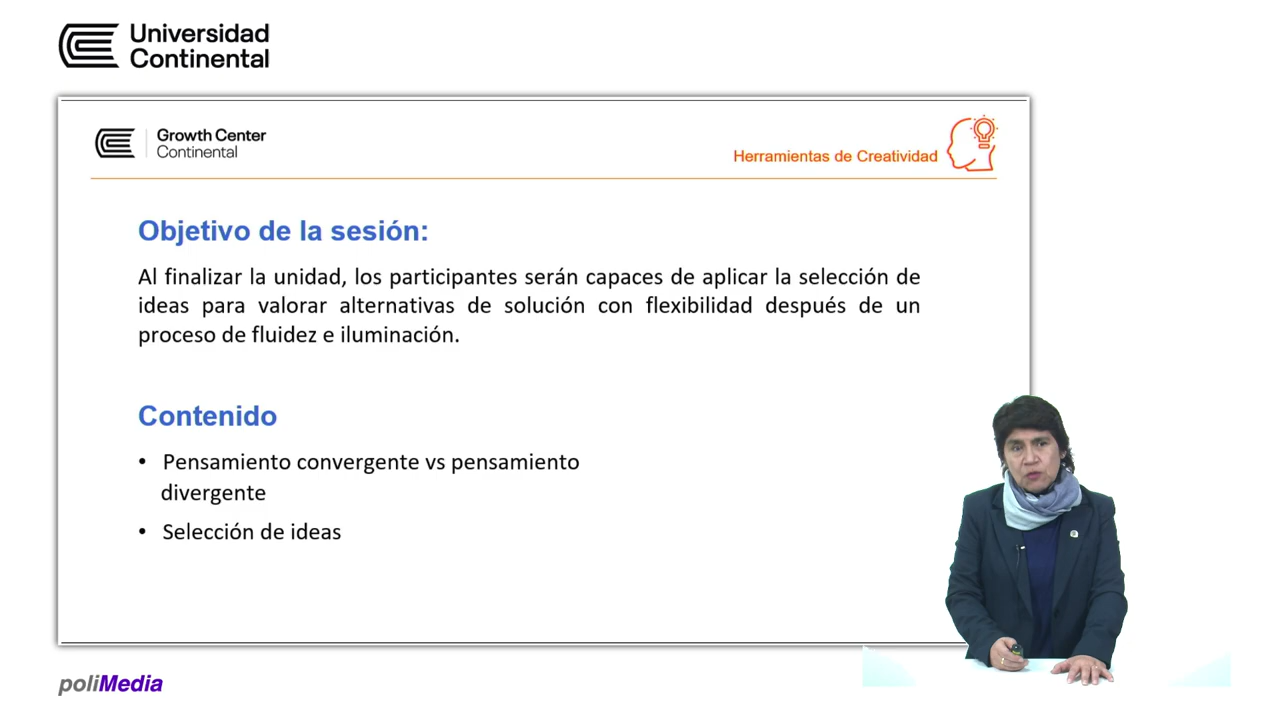 Universidad
Continental
Growth Center
Continental
Herramientas de Creatividad
Objetivo de la sesión:
Al finalizar la unidad, los participantes serán capaces de aplicar la selección de
ideas para valorar alternativas de solución con flexibilidad después de un
proceso de fluidez e iluminación.
Contenido
• Pensamiento convergente vs pensamiento
divergente
• Selección de ideas
poliMedia